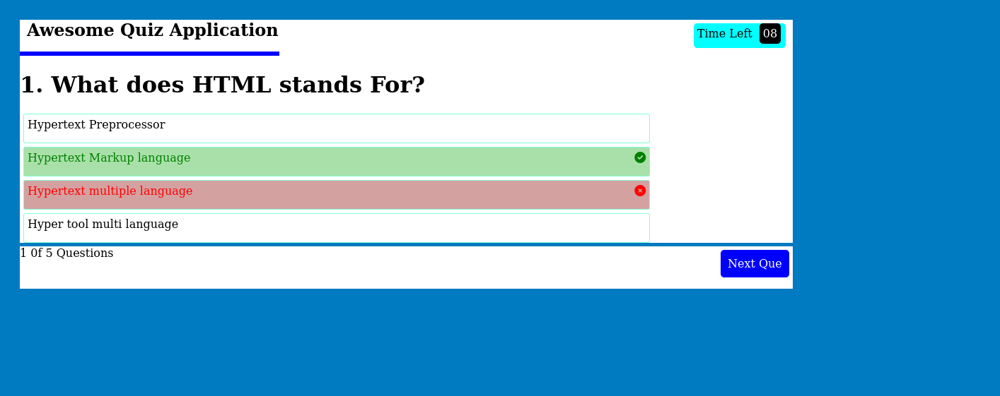 Awesome Quiz Application
Time Left 08
1. What does HTML stands For?
Hypertext Preprocessor
Hypertext Markup language
Hypertext multiple language
Hyper tool multi language
1 0f 5 Questions
Next Que